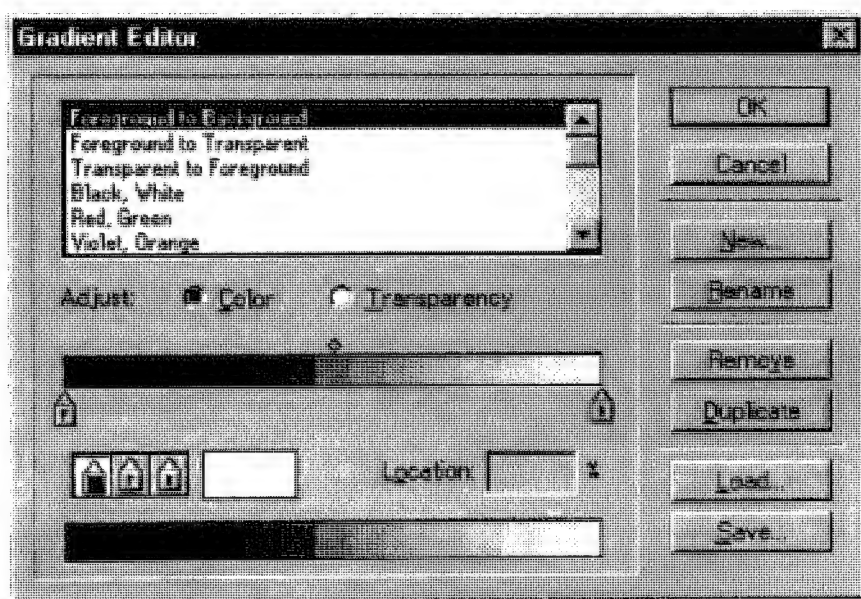 Gradient Editor
Foreground to Background
Foreground to Transparent
Transparent to Foreground
Black, White
Red, Green
Violet, Orange
Adjust: Color Transparency
Location: %
OK
Cancel
New...
Rename
Remove
Duplicate
Load...
Save...